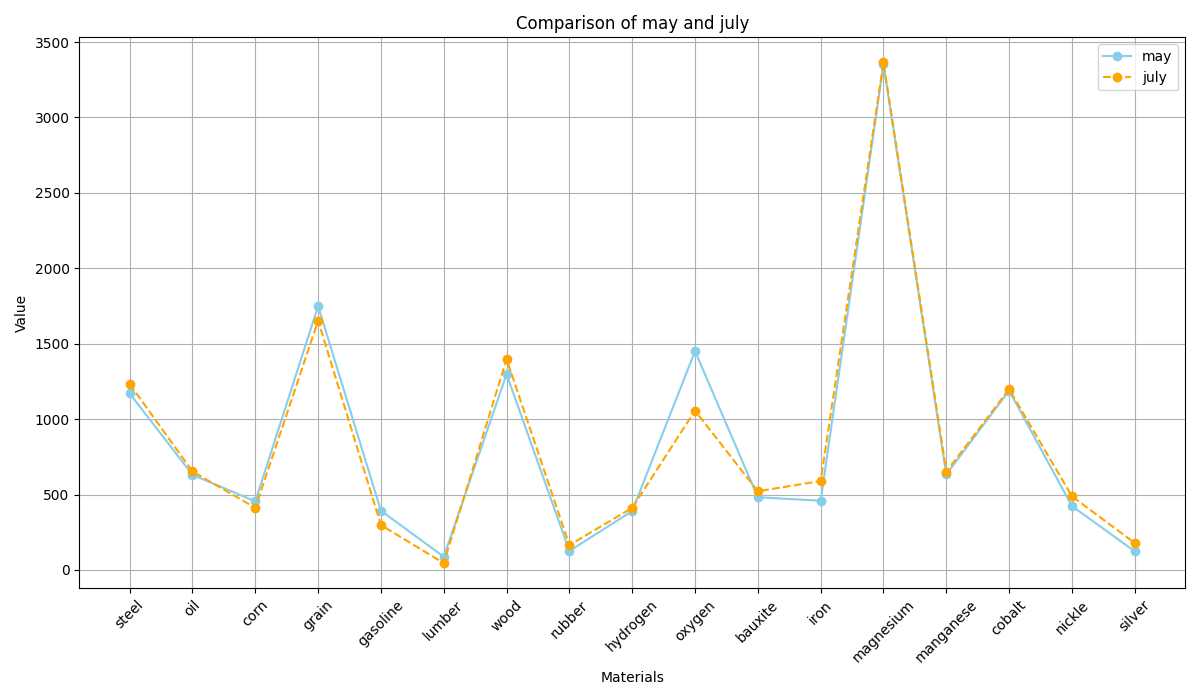 Comparison of may and july
3500
3000
2500
2000
1500
1000
500
0
Value
may
july
steel
oil
corn
grain
gasoline
lumber
wood
rubber
hydrogen
oxygen
bauxite
iron
magnesium
manganese
cobalt
nickle
silver
Materials